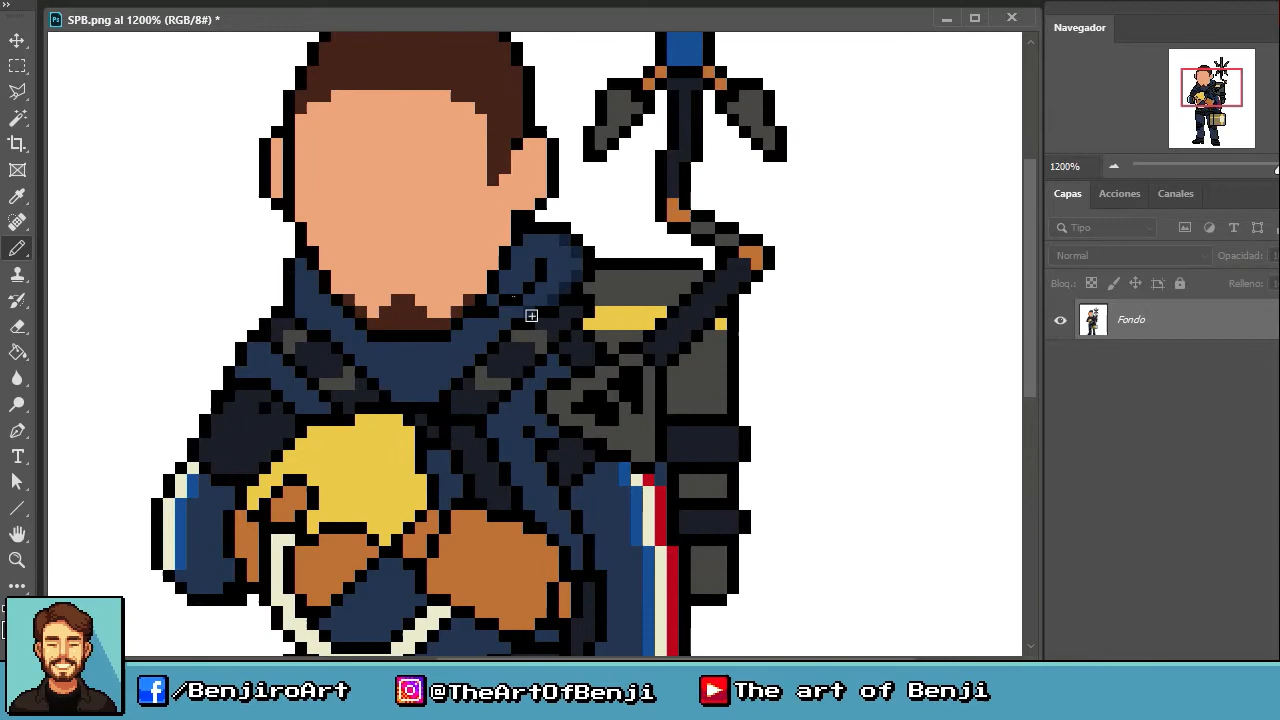 SPB.png al 1200% (RGB/8#) *
Navegador
1200%
Capas Acciones Canales
Tipo
Normal Opacidad:
Bloq.: Relleno:
Fondo
/BenjiroArt @TheArtOfBenji The art of Benji